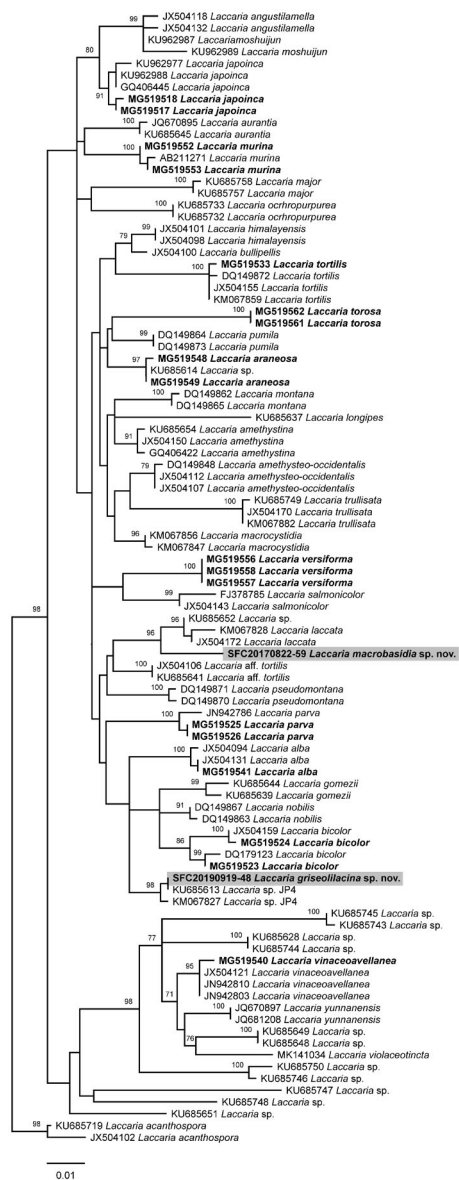 99
JX504118 Laccaria angustilamella
JX504132 Laccaria angustilamella
KU962987 Laccariamoshuijun
KU962989 Laccaria moshuijun
80
KU962977 Laccaria japoinca
KU962988 Laccaria japoinca
GQ406445 Laccaria japoinca
91
MG519518 Laccaria japoinca
MG519517 Laccaria japoinca
100
JQ670895 Laccaria aurantia
KU685645 Laccaria aurantia
100
MG519552 Laccaria murina
AB211271 Laccaria murina
MG519553 Laccaria murina
100
KU685758 Laccaria major
KU685757 Laccaria major
100
KU685733 Laccaria ocrhropurpurea
KU685732 Laccaria ocrhropurpurea
99
JX504101 Laccaria himalayensis
79
JX504098 Laccaria himalayensis
JX504100 Laccaria bullipellis
100
MG519533 Laccaria tortilis
DQ149872 Laccaria tortilis
JX504155 Laccaria tortilis
KM067859 Laccaria tortilis
100
MG519562 Laccaria torosa
MG519561 Laccaria torosa
99
DQ149864 Laccaria pumila
DQ149873 Laccaria pumila
97
MG519548 Laccaria araneosa
KU685614 Laccaria sp.
MG519549 Laccaria araneosa
100
DQ149862 Laccaria montana
DQ149865 Laccaria montana
KU685637 Laccaria longipes
91
KU685654 Laccaria amethystina
JX504150 Laccaria amethystina
GQ406422 Laccaria amethystina
79
DQ149848 Laccaria amethysteo-occidentalis
JX504112 Laccaria amethysteo-occidentalis
JX504107 Laccaria amethysteo-occidentalis
100
KU685749 Laccaria trullisata
JX504170 Laccaria trullisata
KM067882 Laccaria trullisata
96
KM067856 Laccaria macrocystidia
KM067847 Laccaria macrocystidia
100
MG519556 Laccaria versiforma
MG519558 Laccaria versiforma
MG519557 Laccaria versiforma
99
FJ378785 Laccaria salmonicolor
JX504143 Laccaria salmonicolor
96
KU685652 Laccaria sp.
KM067828 Laccaria laccata
96
JX504172 Laccaria laccata
SFC20170822-59 Laccaria macrobasidia sp. nov.
100
JX504106 Laccaria aff. tortilis
KU685641 Laccaria aff. tortilis
100
DQ149871 Laccaria pseudomontana
DQ149870 Laccaria pseudomontana
100
JN942786 Laccaria parva
MG519525 Laccaria parva
MG519526 Laccaria parva
100
JX504094 Laccaria alba
JX504131 Laccaria alba
MG519541 Laccaria alba
99
KU685644 Laccaria gomezii
KU685639 Laccaria gomezii
91
DQ149867 Laccaria nobilis
DQ149863 Laccaria nobilis
100
JX504159 Laccaria bicolor
86
MG519524 Laccaria bicolor
99
DQ179123 Laccaria bicolor
MG519523 Laccaria bicolor
98
SFC20190919-48 Laccaria griseolilacina sp. nov.
KU685613 Laccaria sp. JP4
KM067827 Laccaria sp. JP4
98
100
KU685745 Laccaria sp.
KU685743 Laccaria sp.
77
100
KU685628 Laccaria sp.
KU685744 Laccaria sp.
95
MG519540 Laccaria vinaceoavellanea
JX504121 Laccaria vinaceoavellanea
JN942810 Laccaria vinaceoavellanea
JN942803 Laccaria vinaceoavellanea
71
98
100
JQ670897 Laccaria yunnanensis
JQ681208 Laccaria yunnanensis
100
KU685649 Laccaria sp.
76
KU685648 Laccaria sp.
MK141034 Laccaria violaceotincta
100
KU685750 Laccaria sp.
KU685746 Laccaria sp.
KU685747 Laccaria sp.
KU685748 Laccaria sp.
KU685651 Laccaria sp.
98
KU685719 Laccaria acanthospora
JX504102 Laccaria acanthospora
0.01